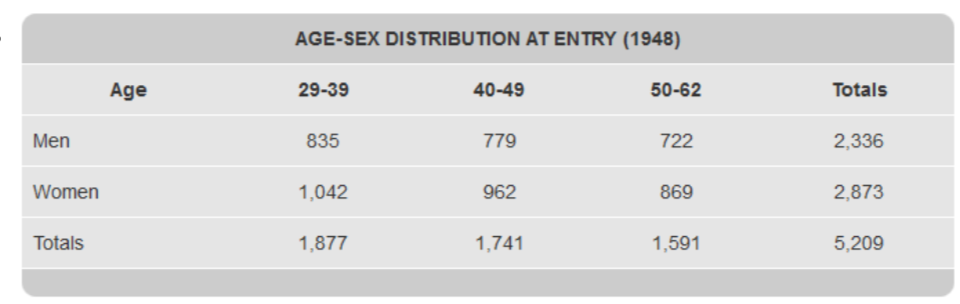 AGE-SEX DISTRIBUTION AT ENTRY (1948)
Age 29-39 40-49 50-62 Totals
Men 835 779 722 2,336
Women 1,042 962 869 2,873
Totals 1,877 1,741 1,591 5,209